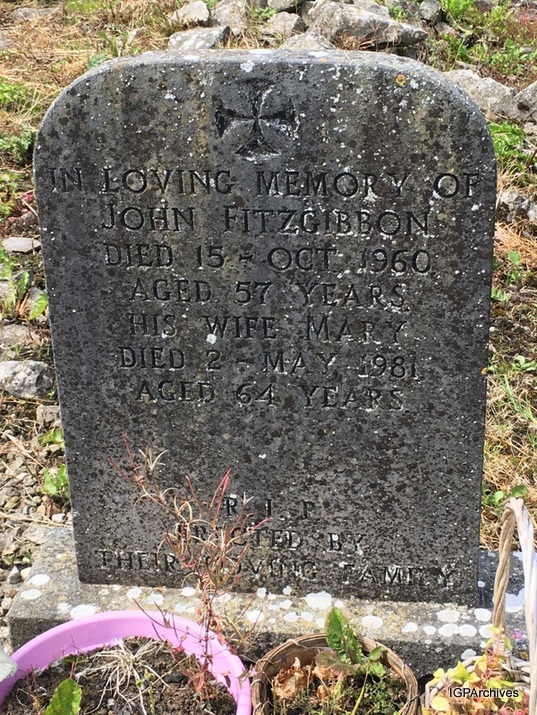 IN LOVING MEMORY OF
JOHN FITZGIBBON
DIED 15 - OCT. 1960
AGED 57 YEARS
HIS WIFE MARY
DIED 2 - MAY 1981
AGED 64 YEARS
R. I. P.
ERECTED BY
THEIR LOVING FAMILY
IGPArchives